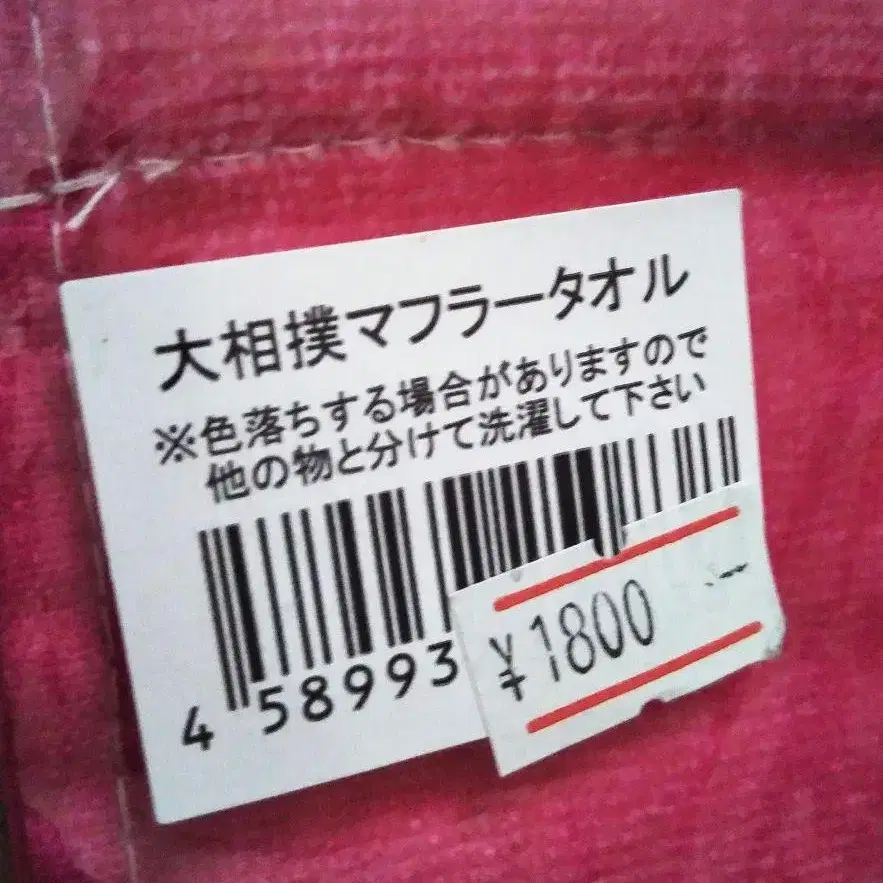 大相撲マフラータオル
※色落ちする場合がありますので
他の物と分けて洗濯して下さい
4 58993
¥1800